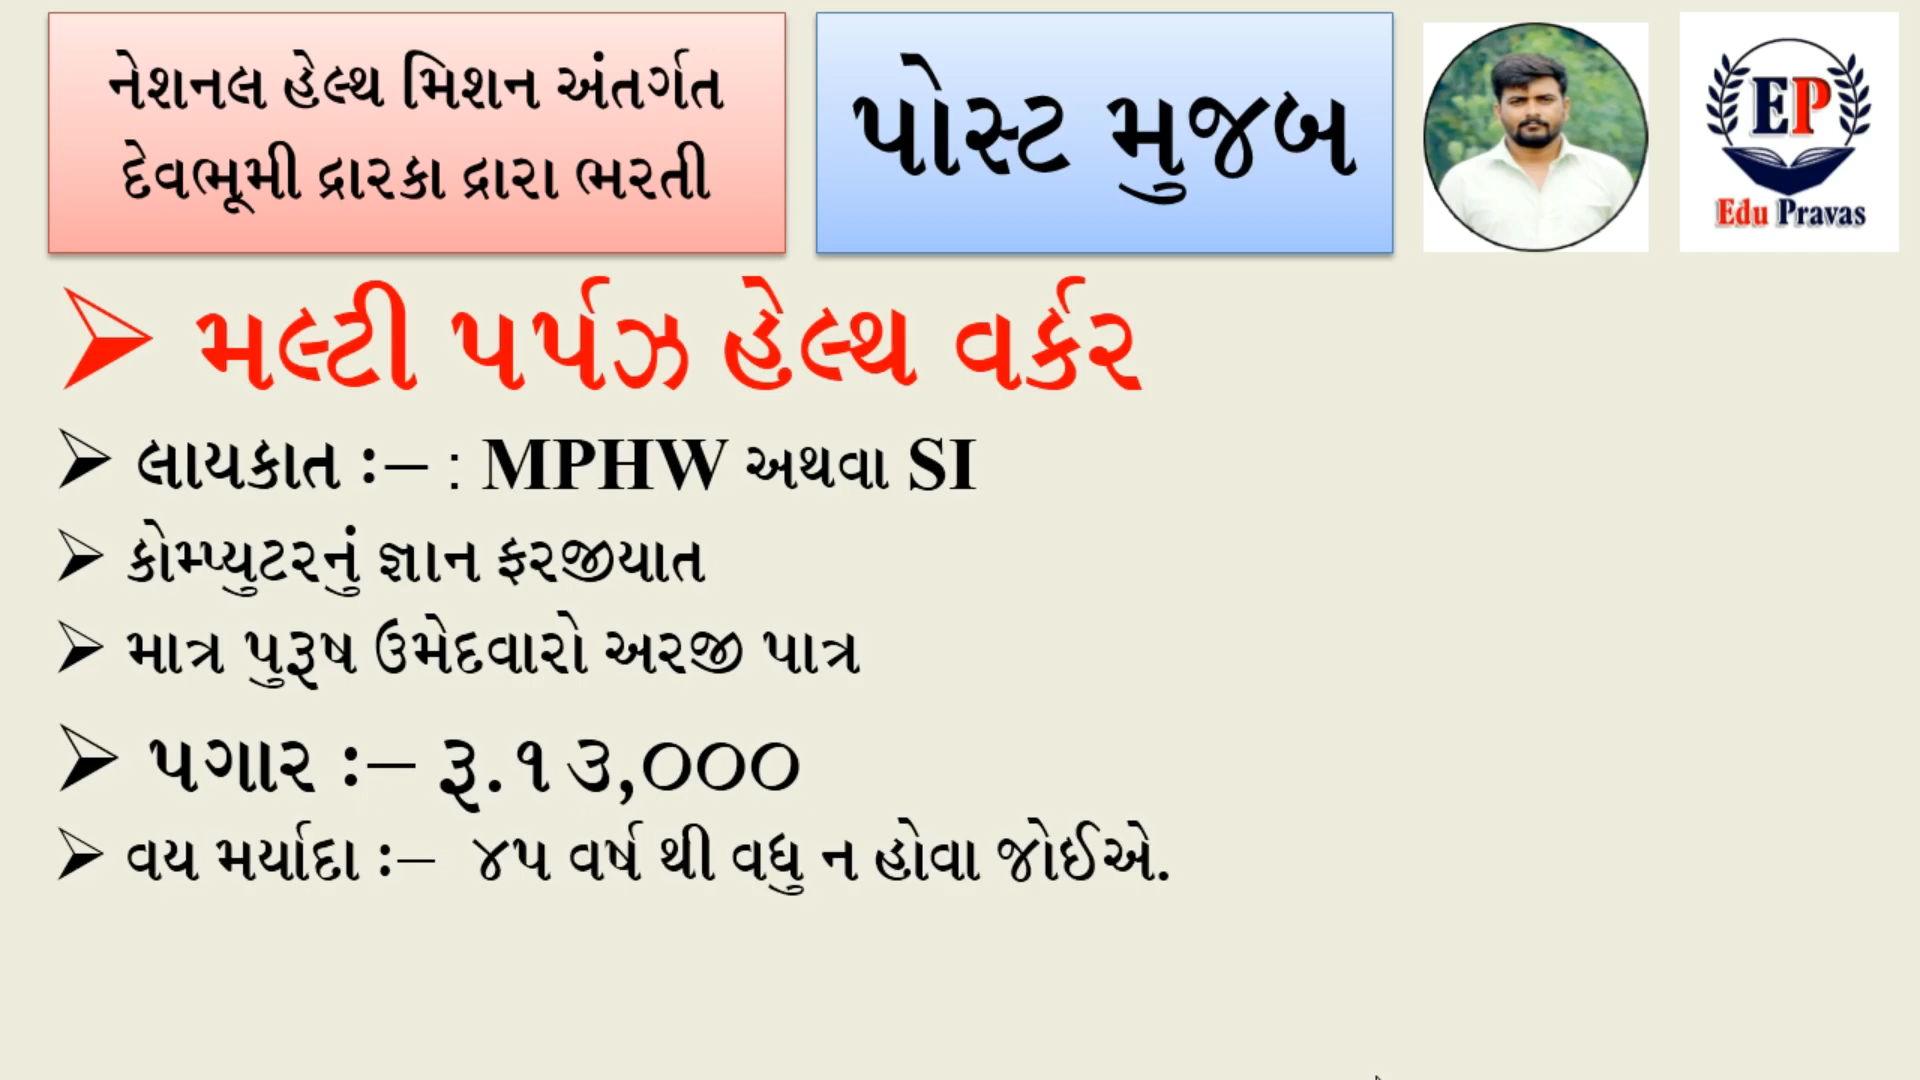 નેશનલ હેલ્થ મિશન અંતર્ગત
દેવભૂમી દ્રારકા દ્રારા ભરતી
પોસ્ટ મુજબ
EP
Edu Pravas
મલ્ટી પર્પઝ હેલ્થ વર્કર
લાયકાત :– : MPHW અથવા SI
કોમ્પ્યુટરનું જ્ઞાન ફરજીયાત
માત્ર પુરૂષ ઉમેદવારો અરજી પાત્ર
પગાર :– રૂ.૧૩,૦૦૦
વય મર્યાદા :– ૪૫ વર્ષ થી વધુ ન હોવા જોઈએ.